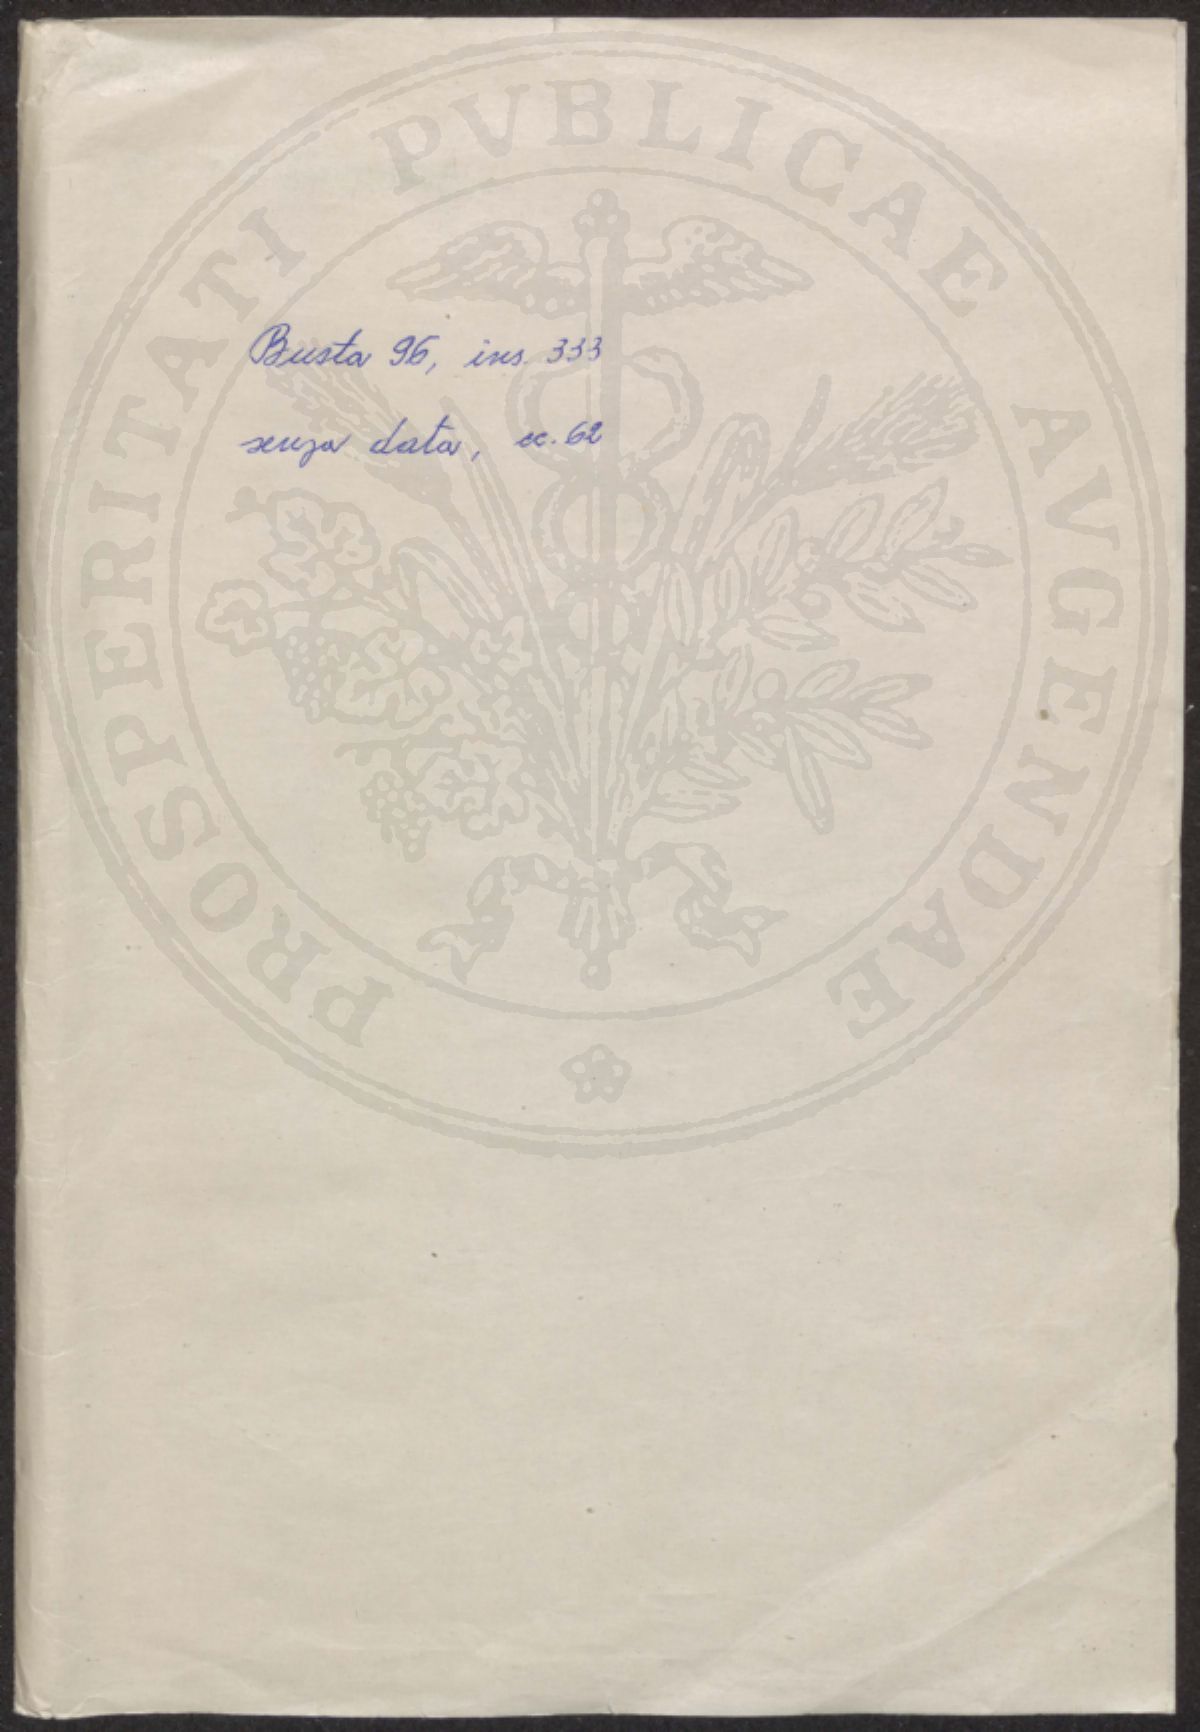 PROSPERITATI PVBLICAE AVGENDAE
Busta 96, ins. 333
senza data, cc. 62